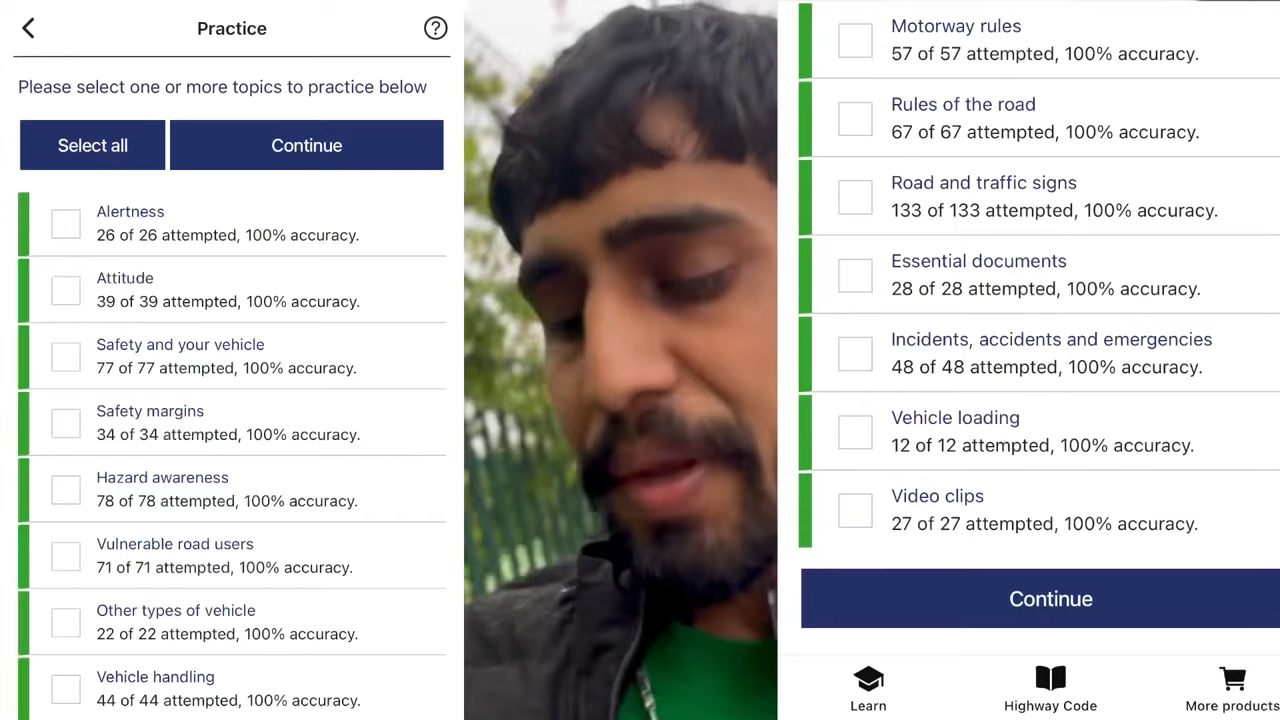 Practice
Please select one or more topics to practice below
Select all
Continue
Alertness
26 of 26 attempted, 100% accuracy.
Attitude
39 of 39 attempted, 100% accuracy.
Safety and your vehicle
77 of 77 attempted, 100% accuracy.
Safety margins
34 of 34 attempted, 100% accuracy.
Hazard awareness
78 of 78 attempted, 100% accuracy.
Vulnerable road users
71 of 71 attempted, 100% accuracy.
Other types of vehicle
22 of 22 attempted, 100% accuracy.
Vehicle handling
44 of 44 attempted, 100% accuracy.
Motorway rules
57 of 57 attempted, 100% accuracy.
Rules of the road
67 of 67 attempted, 100% accuracy.
Road and traffic signs
133 of 133 attempted, 100% accuracy.
Essential documents
28 of 28 attempted, 100% accuracy.
Incidents, accidents and emergencies
48 of 48 attempted, 100% accuracy.
Vehicle loading
12 of 12 attempted, 100% accuracy.
Video clips
27 of 27 attempted, 100% accuracy.
Continue
Learn
Highway Code
More products